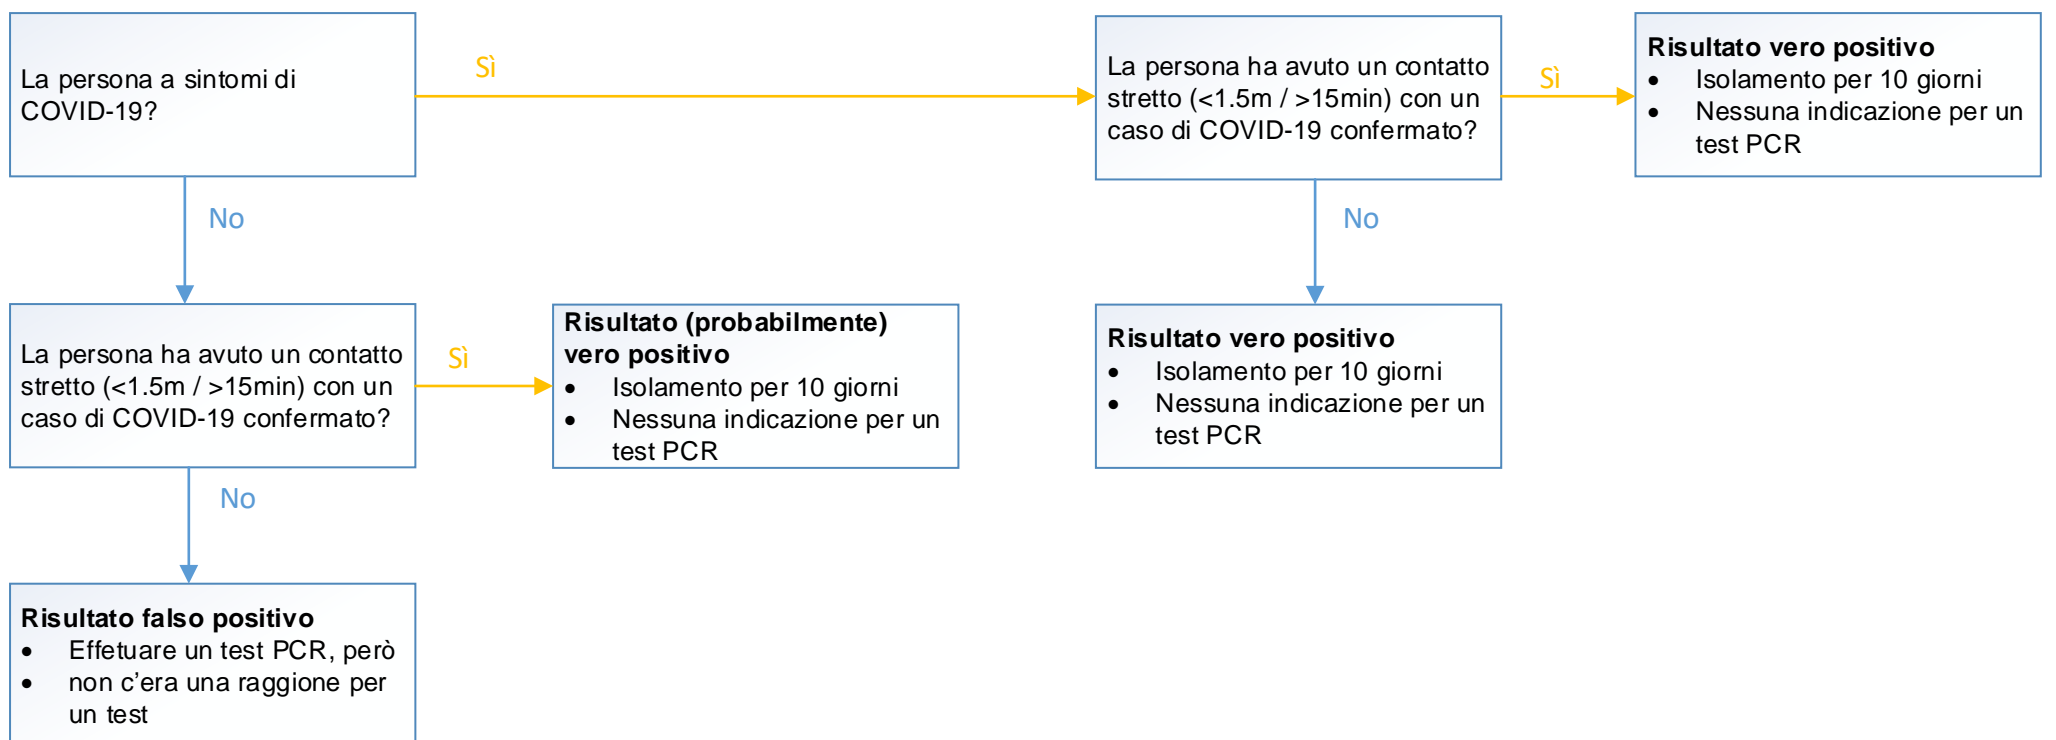 La persona a sintomi di
COVID-19?
Sì
La persona ha avuto un contatto
stretto (<1.5m / >15min) con un
caso di COVID-19 confermato?
Sì
Risultato vero positivo
• Isolamento per 10 giorni
• Nessuna indicazione per un
test PCR
No
No
La persona ha avuto un contatto
stretto (<1.5m / >15min) con un
caso di COVID-19 confermato?
Sì
Risultato (probabilmente)
vero positivo
• Isolamento per 10 giorni
• Nessuna indicazione per un
test PCR
Risultato vero positivo
• Isolamento per 10 giorni
• Nessuna indicazione per un
test PCR
No
Risultato falso positivo
• Effetuare un test PCR, però
• non c’era una raggione per
un test